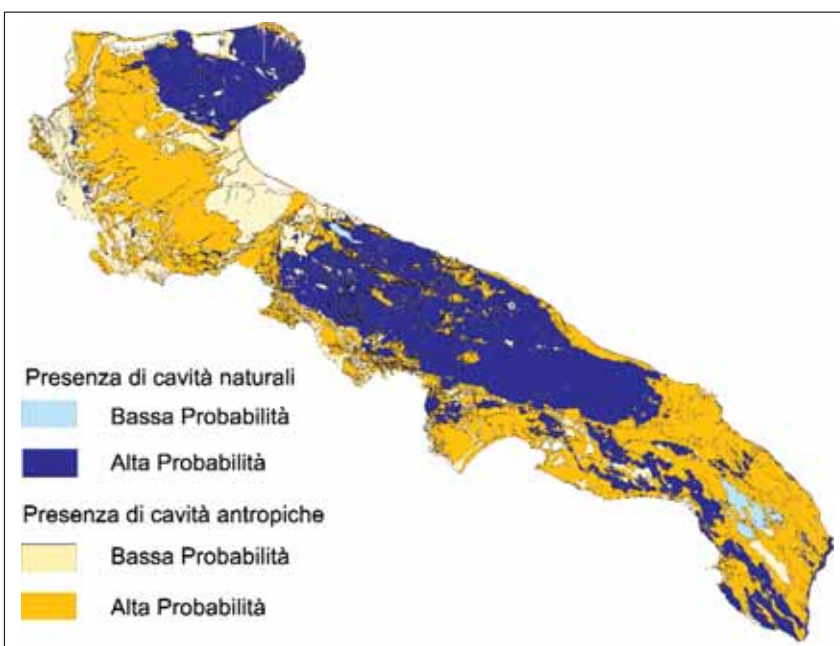 Presenza di cavità naturali
Bassa Probabilità
Alta Probabilità
Presenza di cavità antropiche
Bassa Probabilità
Alta Probabilità